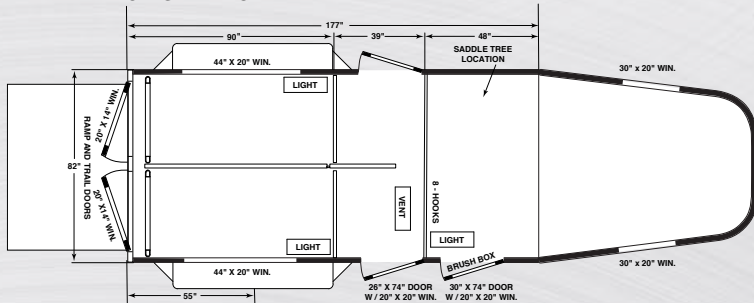 177"
90"
39"
48"
44" X 20" WIN.
SADDLE TREE
LOCATION
30" x 20" WIN.
LIGHT
20" X 14" WIN.
RAMP AND TRAIL DOORS
82"
20" X14" WIN.
VENT
8 - HOOKS
LIGHT
LIGHT
BRUSH BOX
44" X 20" WIN.
26" X 74" DOOR
W / 20" X 20" WIN.
30" X 74" DOOR
W / 20" X 20" WIN.
30" x 20" WIN.
55"